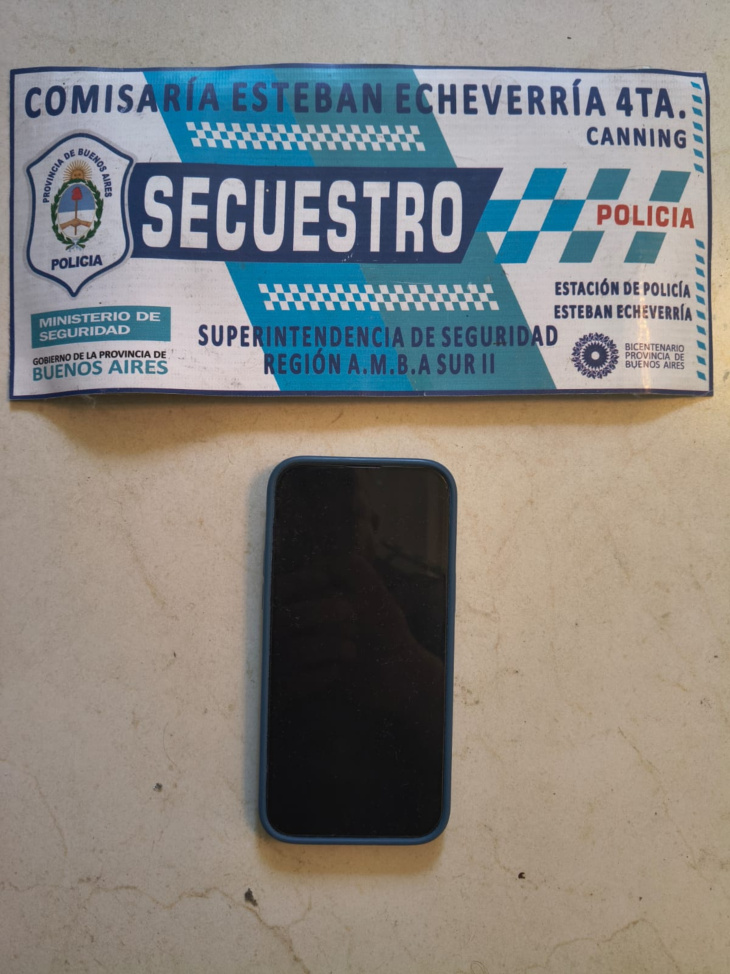 COMISARÍA ESTEBAN ECHEVERRÍA 4TA.
CANNING
PROVINCIA DE BUENOS AIRES
POLICIA
SECUESTRO
POLICIA
ESTACIÓN DE POLICÍA
ESTEBAN ECHEVERRÍA
MINISTERIO DE
SEGURIDAD
GOBIERNO DE LA PROVINCIA DE
BUENOS AIRES
SUPERINTENDENCIA DE SEGURIDAD
REGIÓN A.M.B.A SUR II
BICENTENARIO
PROVINCIA DE
BUENOS AIRES